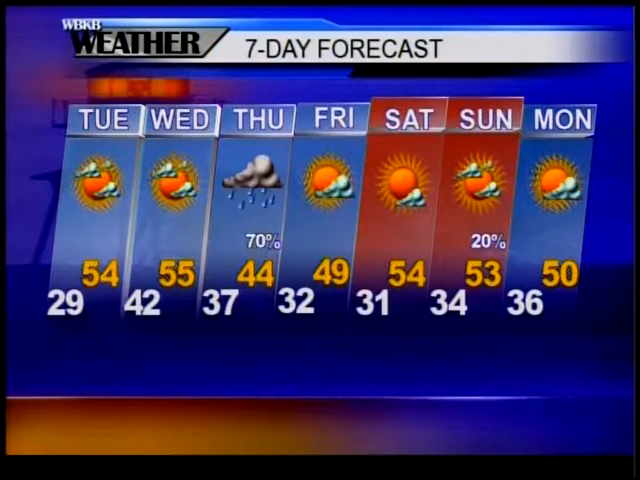 WBKB
WEATHER
7-DAY FORECAST
TUE WED THU FRI SAT SUN MON
70% 20%
54 55 44 49 54 53 50
29 42 37 32 31 34 36